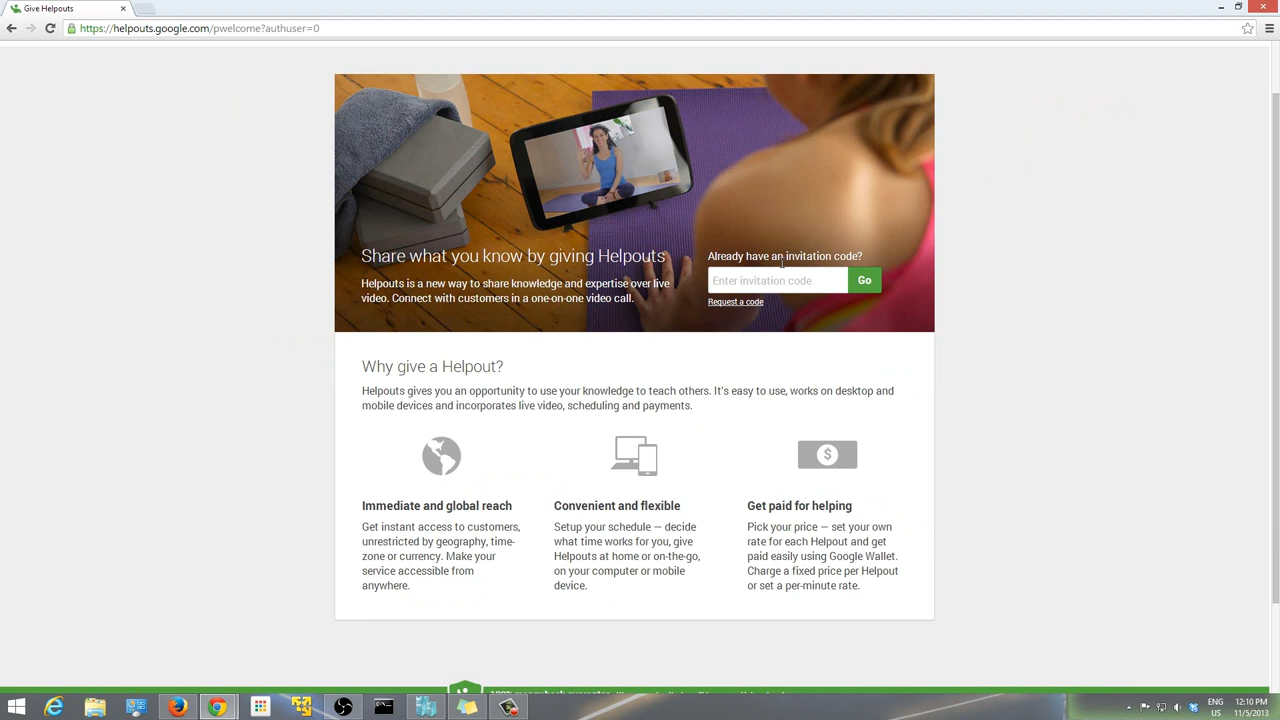 Give Helpouts
https://helpouts.google.com/pwelcome?authuser=0
Share what you know by giving Helpouts
Helpouts is a new way to share knowledge and expertise over live
video. Connect with customers in a one-on-one video call.
Already have an invitation code?
Enter invitation code
Go
Request a code
Why give a Helpout?
Helpouts gives you an opportunity to use your knowledge to teach others. It's easy to use, works on desktop and
mobile devices and incorporates live video, scheduling and payments.
Immediate and global reach
Get instant access to customers,
unrestricted by geography, time-
zone or currency. Make your
service accessible from
anywhere.
Convenient and flexible
Setup your schedule — decide
what time works for you, give
Helpouts at home or on-the-go,
on your computer or mobile
device.
$
Get paid for helping
Pick your price — set your own
rate for each Helpout and get
paid easily using Google Wallet.
Charge a fixed price per Helpout
or set a per-minute rate.
ENG
US
12:10 PM
11/5/2013